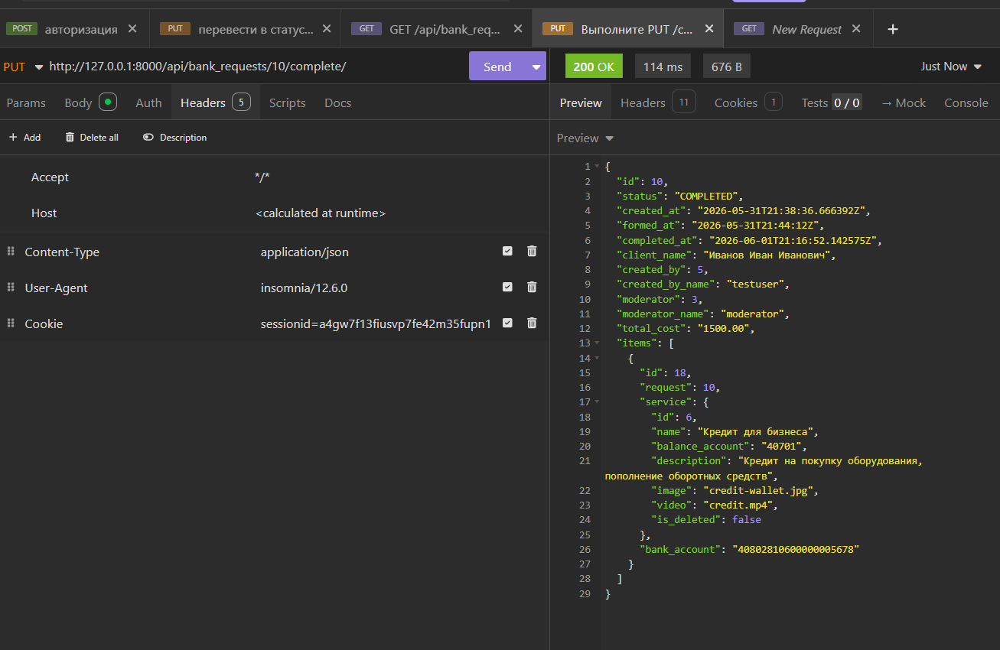 POST авторизация
PUT перевести в статус...
GET GET /api/bank_req...
PUT Выполните PUT /c...
GET New Request
PUT http://127.0.0.1:8000/api/bank_requests/10/complete/ Send
200 OK 114 ms 676 B Just Now
Params Body Auth Headers 5 Scripts Docs
Preview Headers 11 Cookies 1 Tests 0 / 0 → Mock Console
+ Add Delete all Description
Preview
Accept */*
Host <calculated at runtime>
Content-Type application/json
User-Agent insomnia/12.6.0
Cookie sessionid=a4gw7f13fiusvp7fe42m35fupn1
1 {
2 "id": 10,
3 "status": "COMPLETED",
4 "created_at": "2026-05-31T21:38:36.666392Z",
5 "formed_at": "2026-05-31T21:44:12Z",
6 "completed_at": "2026-06-01T21:16:52.142575Z",
7 "client_name": "Иванов Иван Иванович",
8 "created_by": 5,
9 "created_by_name": "testuser",
10 "moderator": 3,
11 "moderator_name": "moderator",
12 "total_cost": "1500.00",
13 "items": [
14 {
15 "id": 18,
16 "request": 10,
17 "service": {
18 "id": 6,
19 "name": "Кредит для бизнеса",
20 "balance_account": "40701",
21 "description": "Кредит на покупку оборудования,
пополнение оборотных средств",
22 "image": "credit-wallet.jpg",
23 "video": "credit.mp4",
24 "is_deleted": false
25 },
26 "bank_account": "40802810600000005678"
27 }
28 ]
29 }